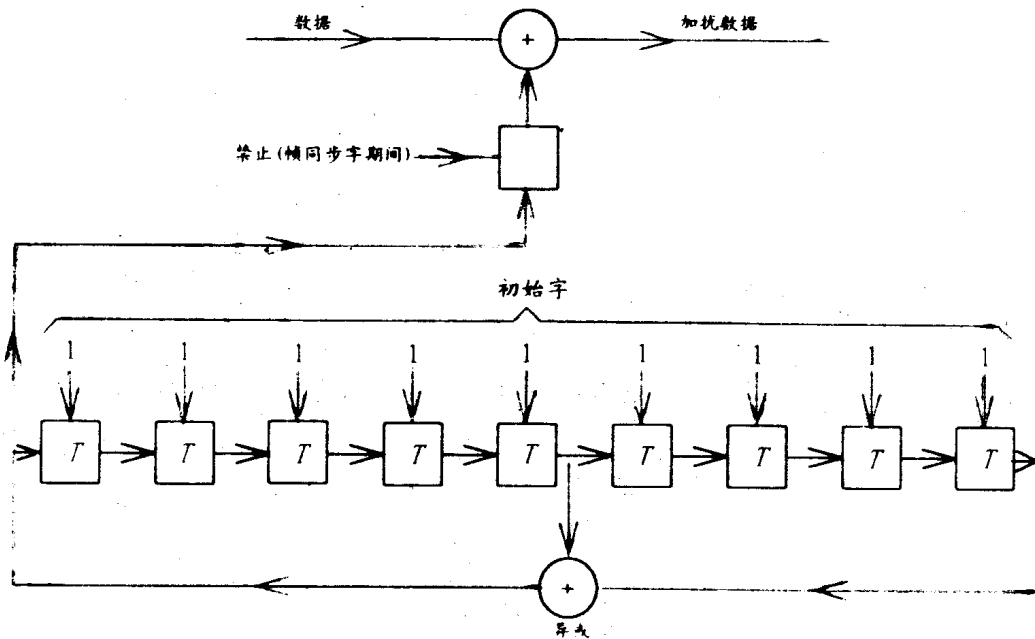 数据
加扰数据
+
禁止(帧同步字期间)
初始字
1 1 1 1 1 1 1 1 1
T T T T T T T T T
+
异或